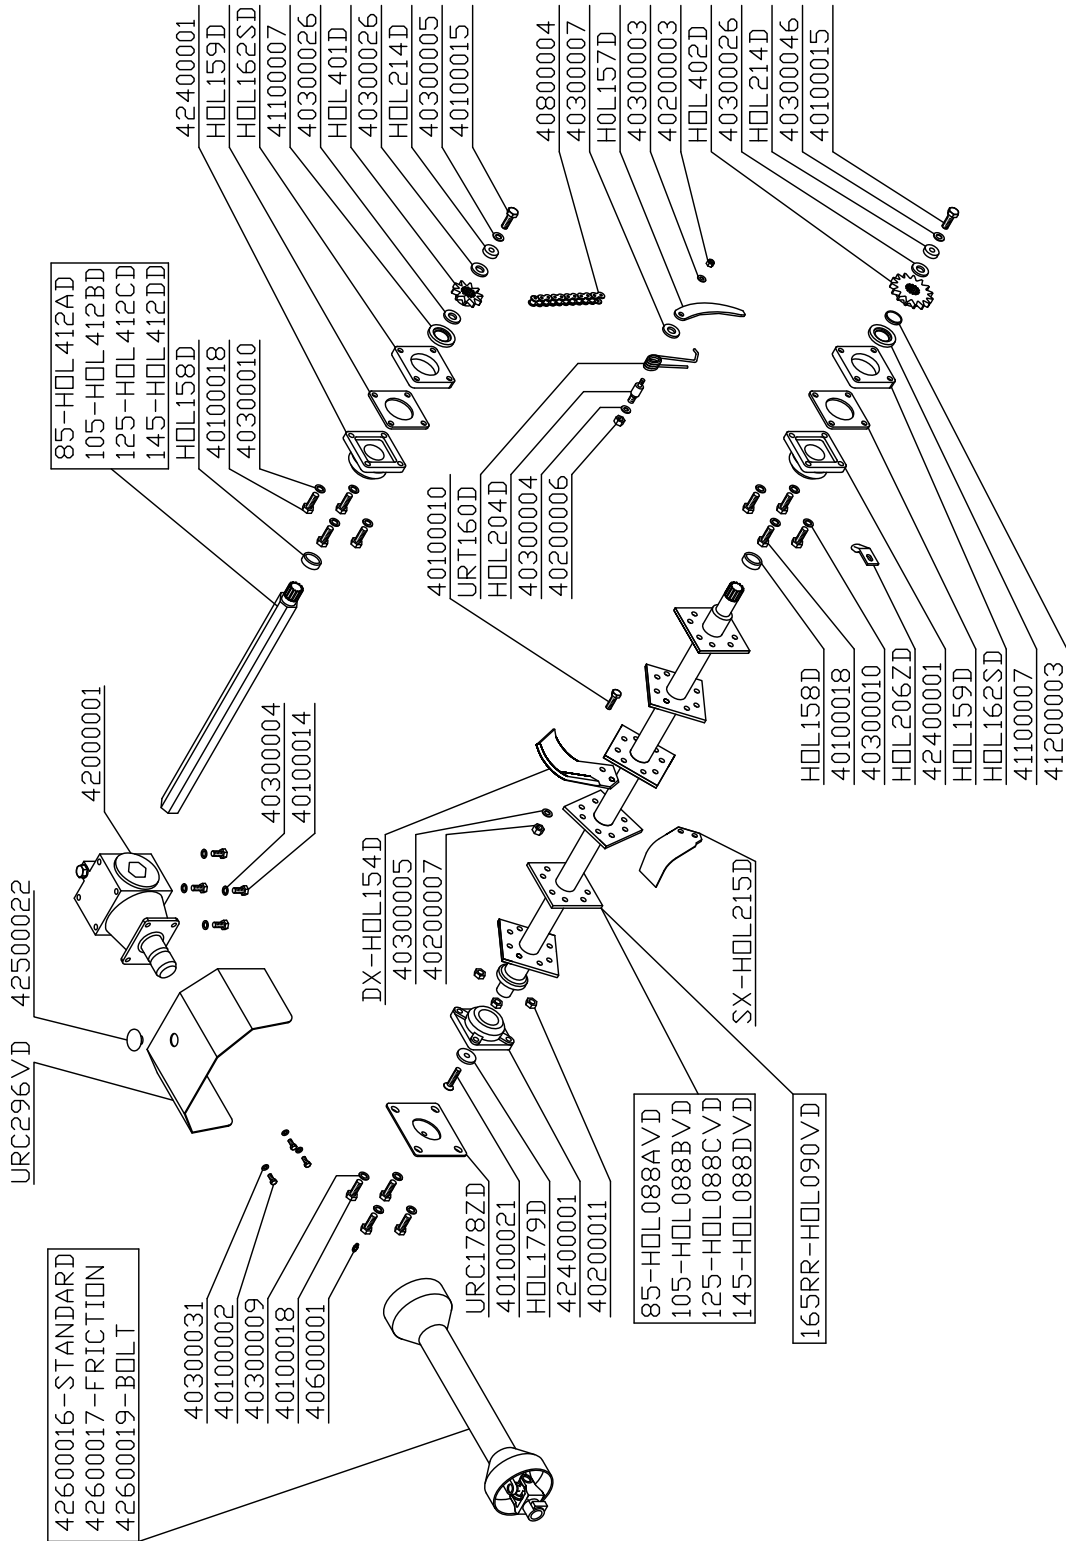 42400001
HOL159D
HOL162SD
41100007
40300026
HOL401D
40300026
HOL214D
40300005
40100015
40800004
40300007
HOL157D
40300003
40200003
HOL402D
40300026
HOL214D
40300046
40100015
85-HOL412AD
105-HOL412BD
125-HOL412CD
145-HOL412DD
HOL158D
40100018
40300010
40100010
URT160D
HOL204D
40300004
40200006
HOL158D
40100018
40300010
HOL206ZD
42400001
HOL159D
HOL162SD
41100007
41200003
42000001
40300004
40100014
DX-HOL154D
40300005
40200007
SX-HOL215D
42500022
URC296VD
URC178ZD
40100021
HOL179D
42400001
40200011
85-HOL088AVD
105-HOL088BVD
125-HOL088CVD
145-HOL088DVD
165RR-HOL090VD
42600016-STANDARD
42600017-FRICTION
42600019-BOLT
40300031
40100002
40300009
40100018
40600001